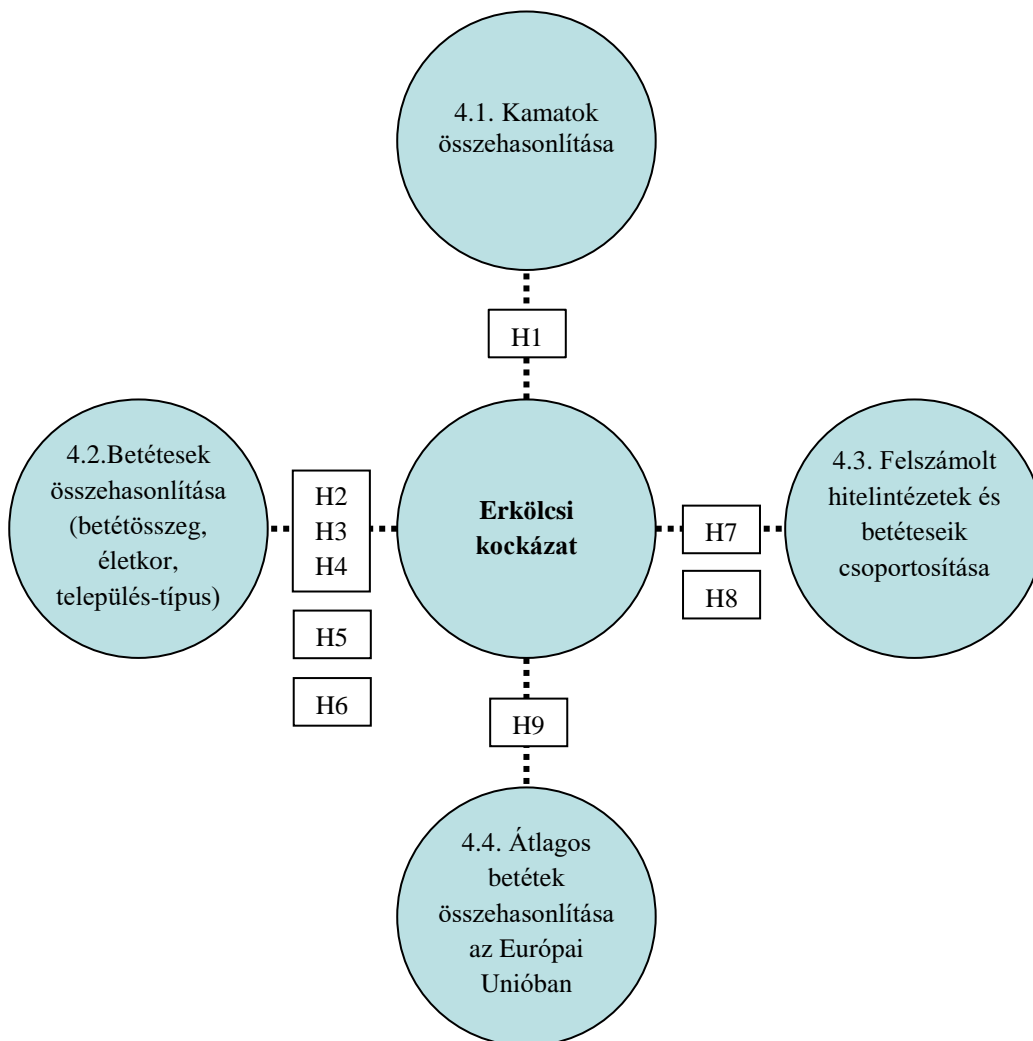 4.1. Kamatok
összehasonlítása
H1
4.2.Betétesek
összehasonlítása
(betétösszeg,
életkor,
település-típus)
H2
H3
H4
H5
H6
Erkölcsi
kockázat
H7
H8
4.3. Felszámolt
hitelintézetek és
betéteseik
csoportosítása
H9
4.4. Átlagos
betétek
összehasonlítása
az Európai
Unióban